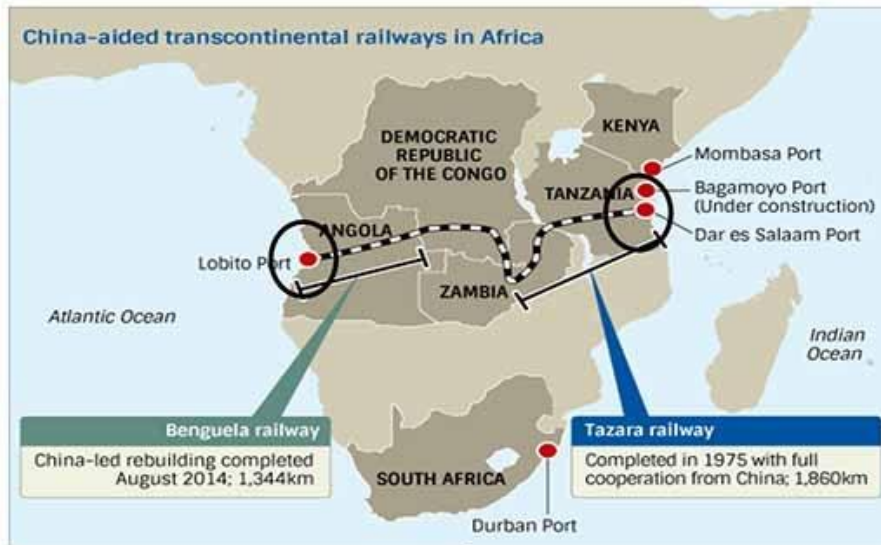 China-aided transcontinental railways in Africa
KENYA
DEMOCRATIC
REPUBLIC
OF THE CONGO
Mombasa Port
TANZANIA
Bagamoyo Port
(Under construction)
ANGOLA
Dar es Salaam Port
Lobito Port
ZAMBIA
Atlantic Ocean
Indian
Ocean
Benguela railway
China-led rebuilding completed
August 2014; 1,344km
Tazara railway
Completed in 1975 with full
cooperation from China; 1,860km
SOUTH AFRICA
Durban Port